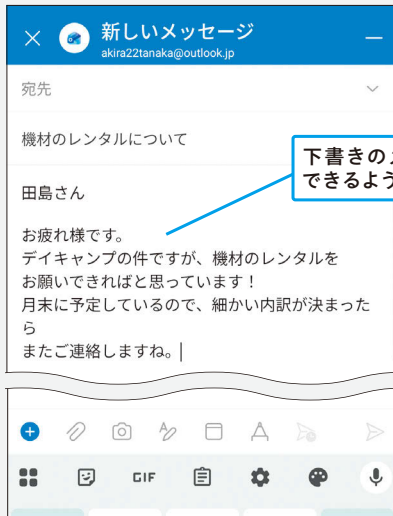 新しいメッセージ
akira22tanaka@outlook.jp
宛先
機材のレンタルについて
下書きの
できるよう
田島さん
お疲れ様です。
デイキャンプの件ですが、機材のレンタルを
お願いできればと思っています!
月末に予定しているので、細かい内訳が決まった
ら
またご連絡しますね。
GIF